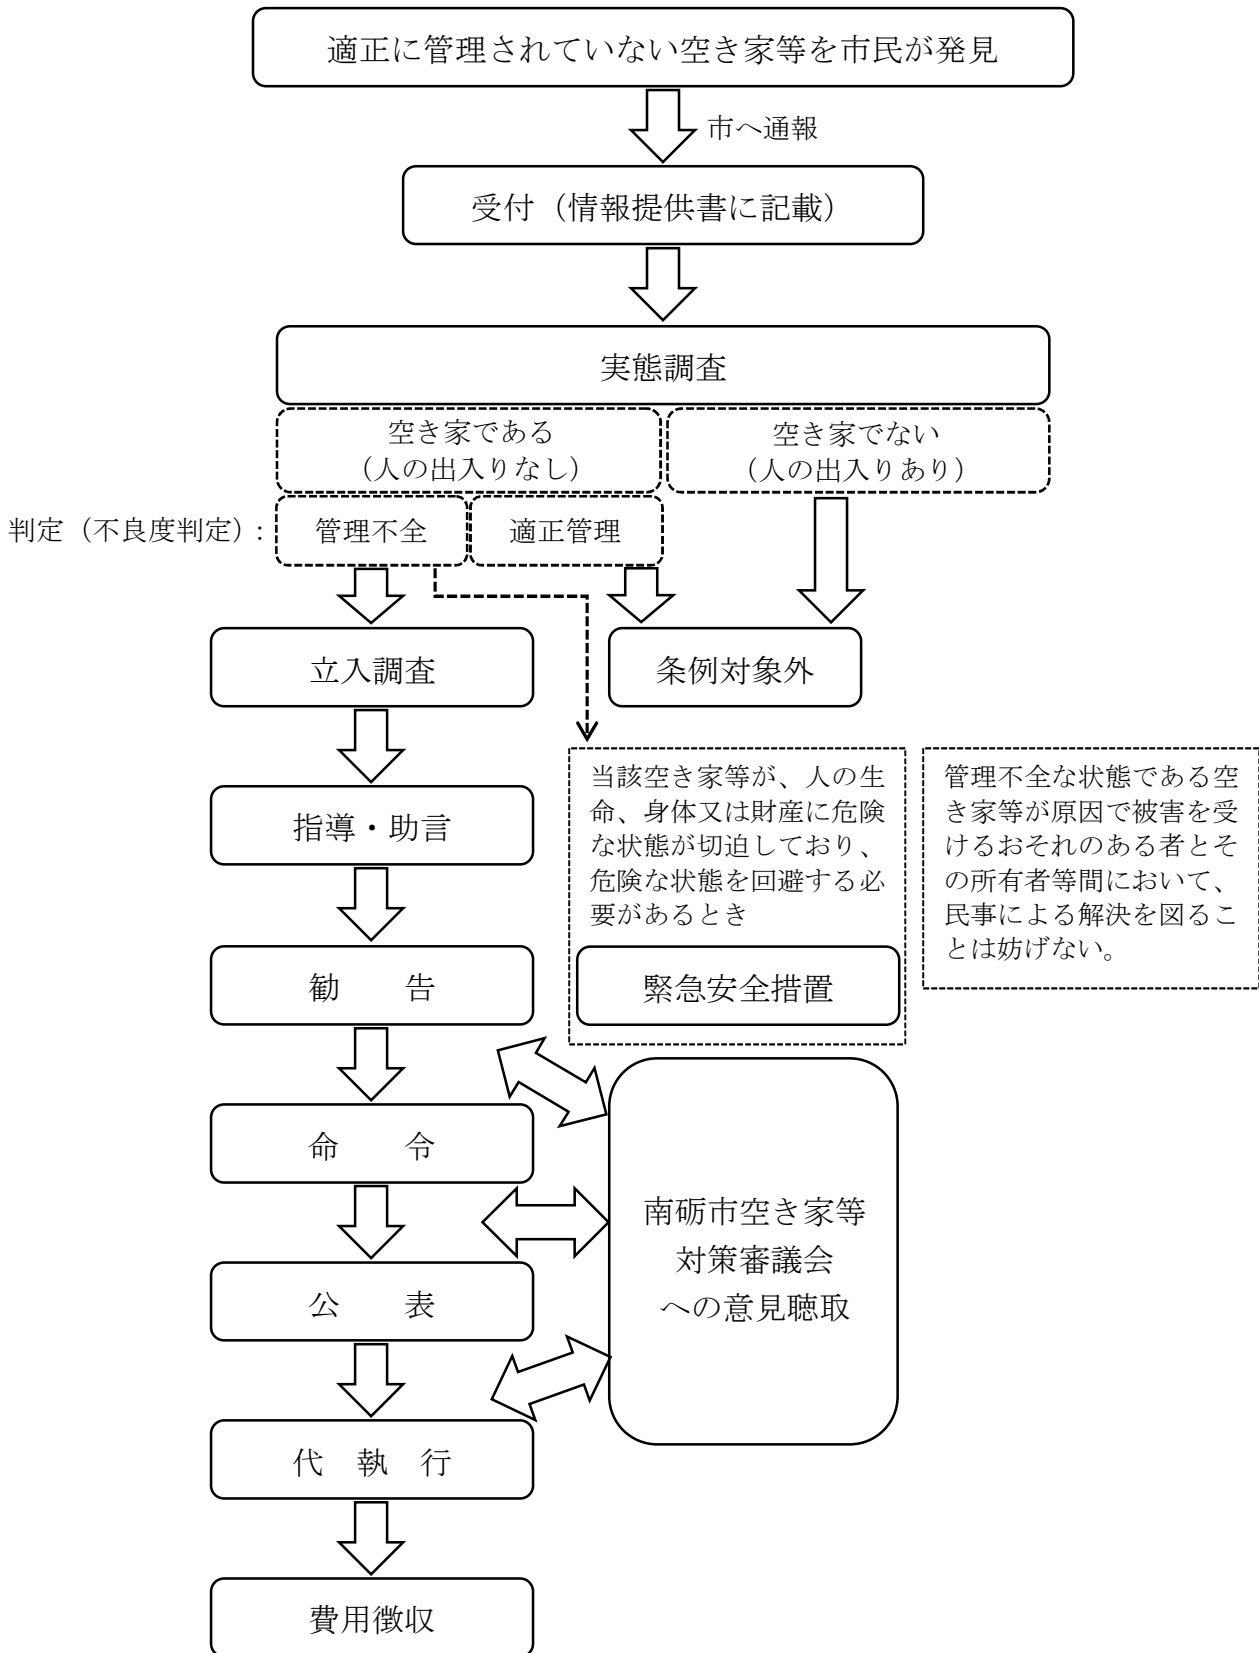 適正に管理されていない空き家等を市民が発見
市へ通報
受付（情報提供書に記載）
実態調査
空き家である
（人の出入りなし）
空き家でない
（人の出入りあり）
判定（不良度判定）:
管理不全
適正管理
立入調査
条例対象外
指導・助言
当該空き家等が、人の生
命、身体又は財産に危険
な状態が切迫しており、
危険な状態を回避する必
要があるとき
緊急安全措置
管理不全な状態である空
き家等が原因で被害を受
けるおそれのある者とそ
の所有者等間において、
民事による解決を図るこ
とは妨げない。
勧　　告
命　　令
南砺市空き家等
対策審議会
への意見聴取
公　　表
代　執　行
費用徴収